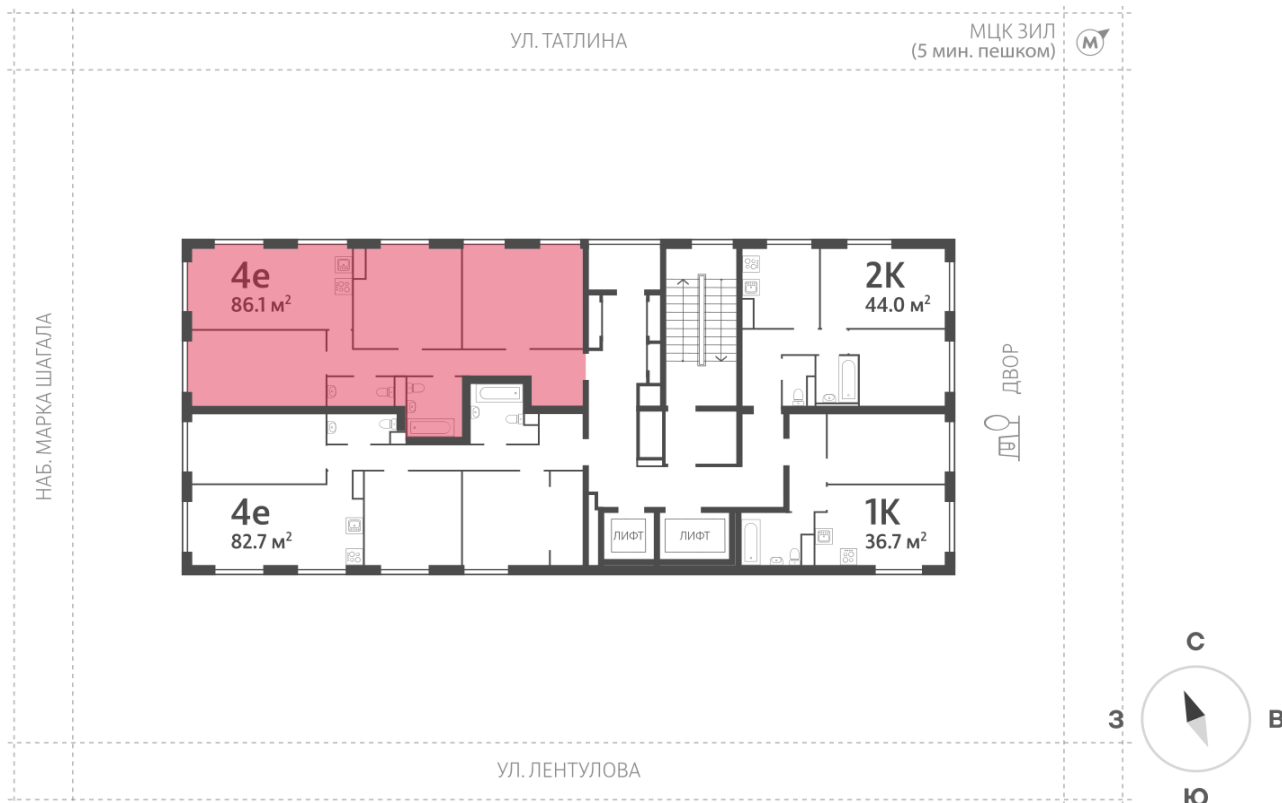 УЛ. ТАТЛИНА
МЦК ЗИЛ
(5 мин. пешком)
М
НАБ. МАРКА ШАГАЛА
4е
86.1 м²
2К
44.0 м²
ДВОР
4е
82.7 м²
ЛИФТ
ЛИФТ
1К
36.7 м²
УЛ. ЛЕНТУЛОВА
С
З
В
Ю